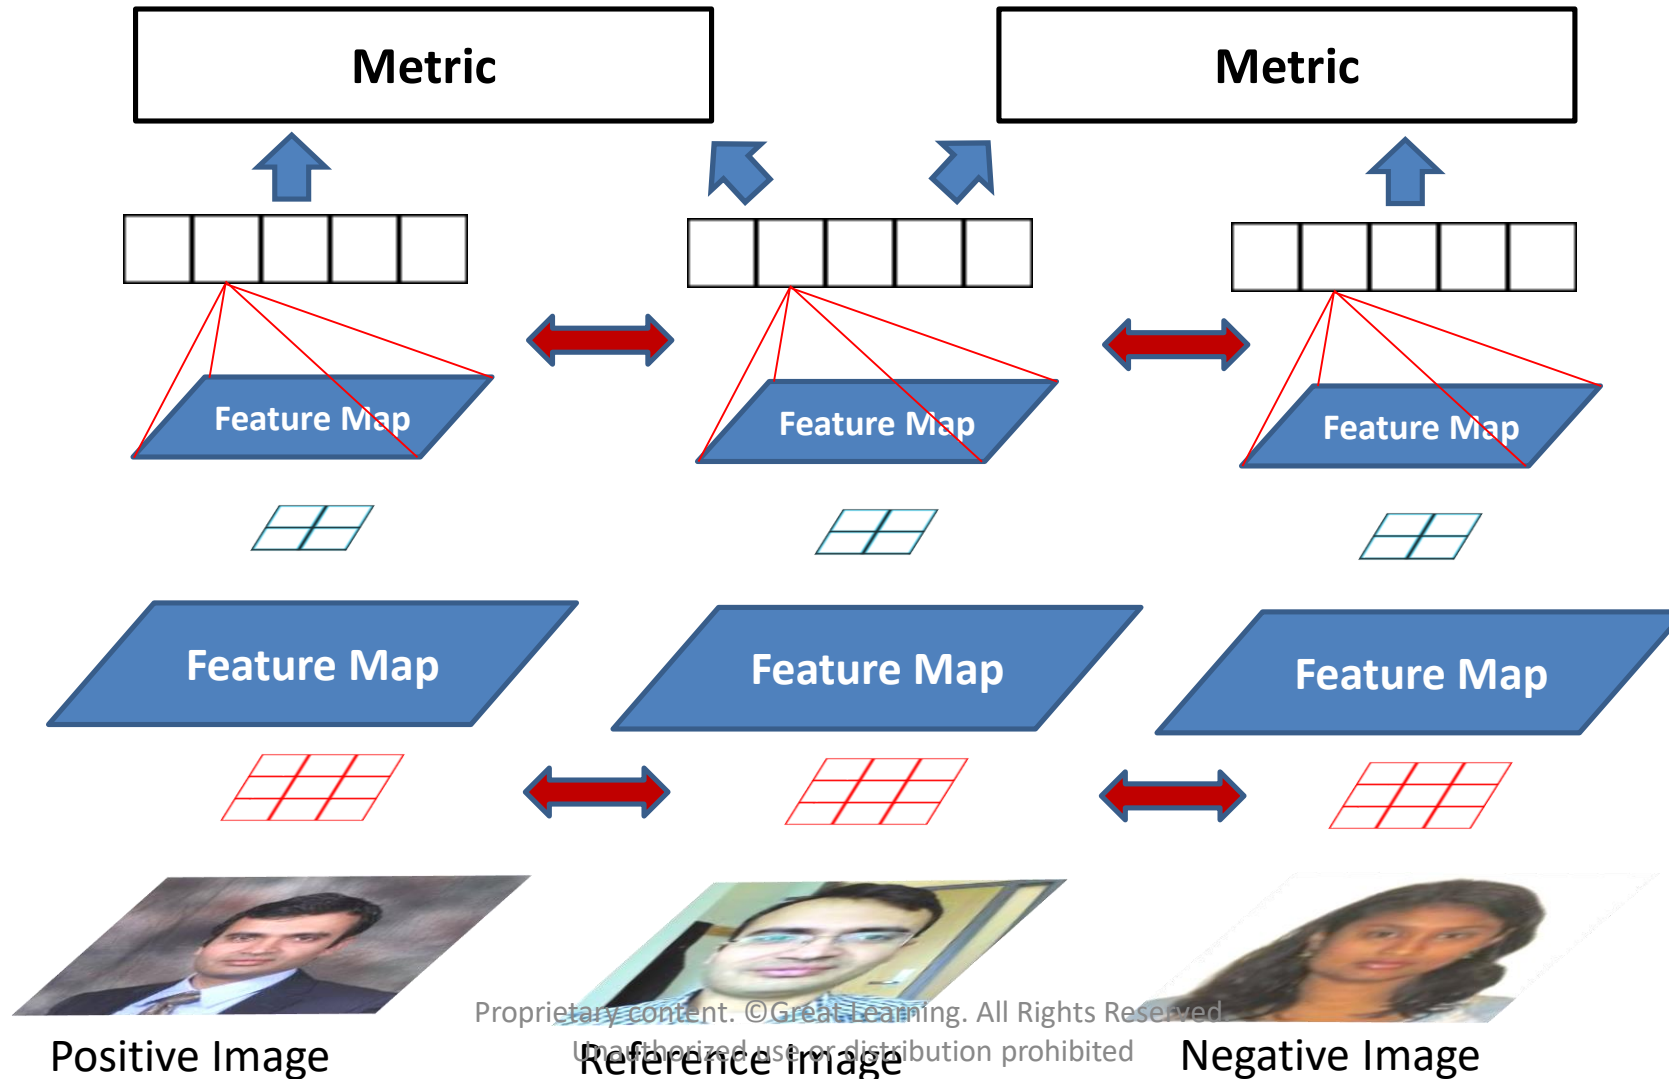 Metric
Metric
Feature Map
Feature Map
Feature Map
Feature Map
Feature Map
Feature Map
Proprietary content. ©Great Learning. All Rights Reserved.
Unauthorized use or distribution prohibited
Positive Image
Reference Image
Negative Image